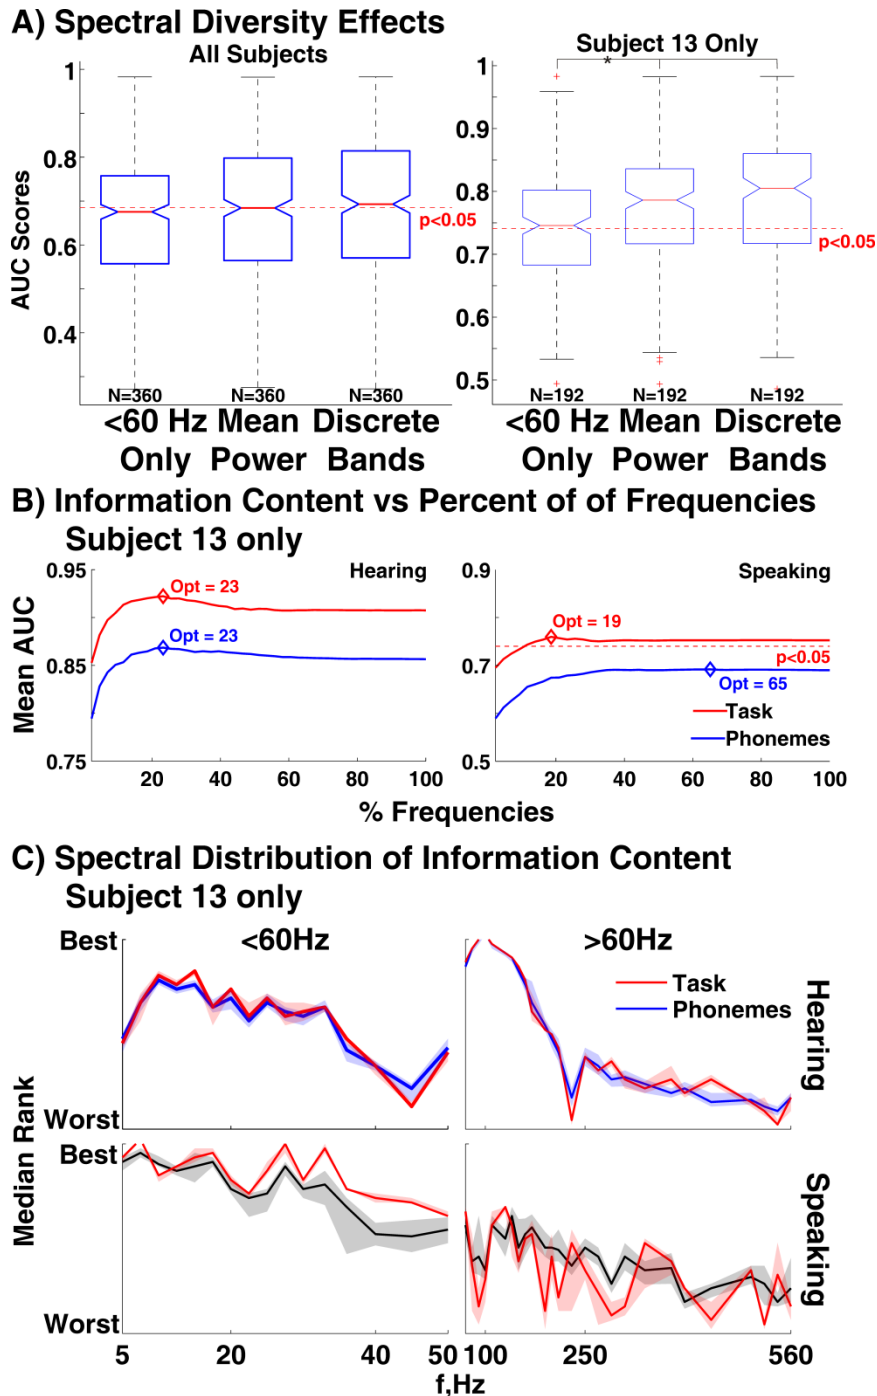 A) Spectral Diversity Effects
All Subjects
Subject 13 Only
AUC Scores
1
0.8
0.6
0.4
p<0.05
N=360
N=360
N=360
<60 Hz Mean Discrete
Only Power Bands
*
1
0.9
0.8
0.7
0.6
0.5
p<0.05
N=192
N=192
N=192
<60 Hz Mean Discrete
Only Power Bands
B) Information Content vs Percent of of Frequencies
Subject 13 only
Mean AUC
0.95
0.85
0.75
Hearing
Opt = 23
Opt = 23
20 40 60 80 100
0.9
0.7
0.5
Speaking
Opt = 19
p<0.05
Opt = 65
Task
Phonemes
20 40 60 80 100
% Frequencies
C) Spectral Distribution of Information Content
Subject 13 only
<60Hz
>60Hz
Median Rank
Best
Worst
Task
Phonemes
Hearing
Best
Worst
Speaking
5 20 40 50
100 250 560
f,Hz